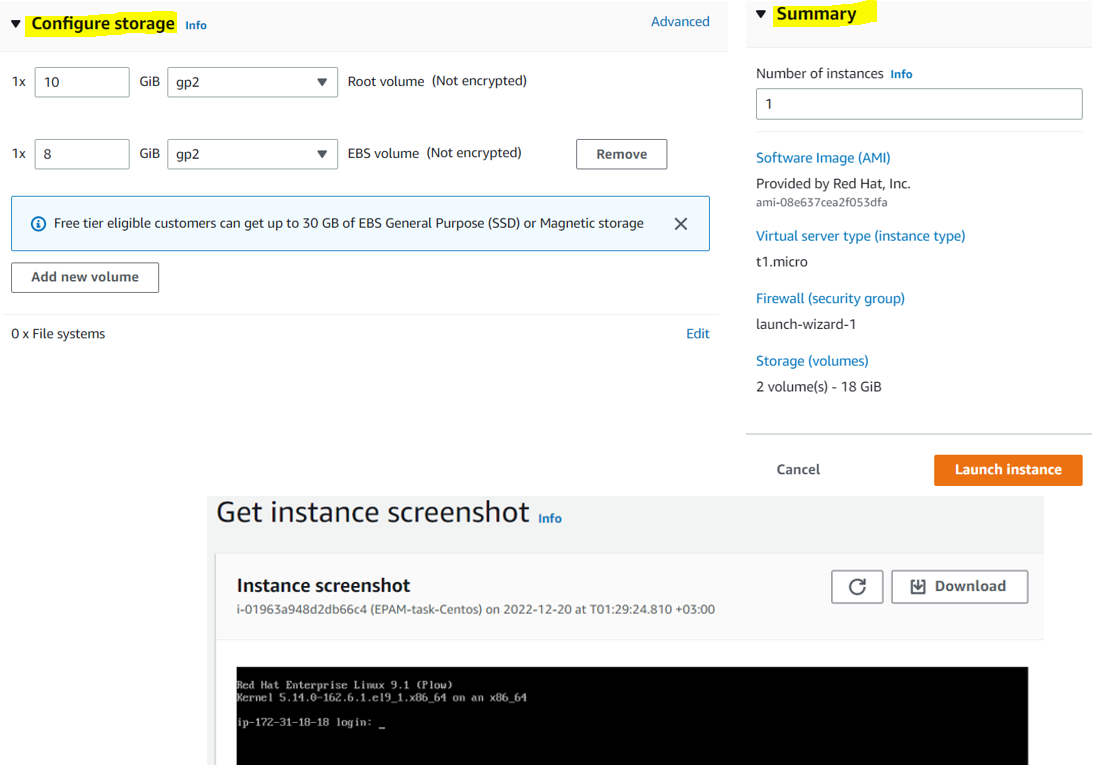 Configure storage Info Advanced
1x 10 GiB gp2 Root volume (Not encrypted)
1x 8 GiB gp2 EBS volume (Not encrypted) Remove
Free tier eligible customers can get up to 30 GB of EBS General Purpose (SSD) or Magnetic storage
Add new volume
0 x File systems Edit
Summary
Number of instances Info
1
Software Image (AMI)
Provided by Red Hat, Inc.
ami-08e637cea2f053dfa
Virtual server type (instance type)
t1.micro
Firewall (security group)
launch-wizard-1
Storage (volumes)
2 volume(s) - 18 GiB
Cancel Launch instance
Get instance screenshot Info
Instance screenshot
Download
i-01963a948d2db66c4 (EPAM-task-Centos) on 2022-12-20 at T01:29:24.810 +03:00
Red Hat Enterprise Linux 9.1 (Plow)
Kernel 5.14.0-162.6.1.el9_1.x86_64 on an x86_64
ip-172-31-18-18 login: _